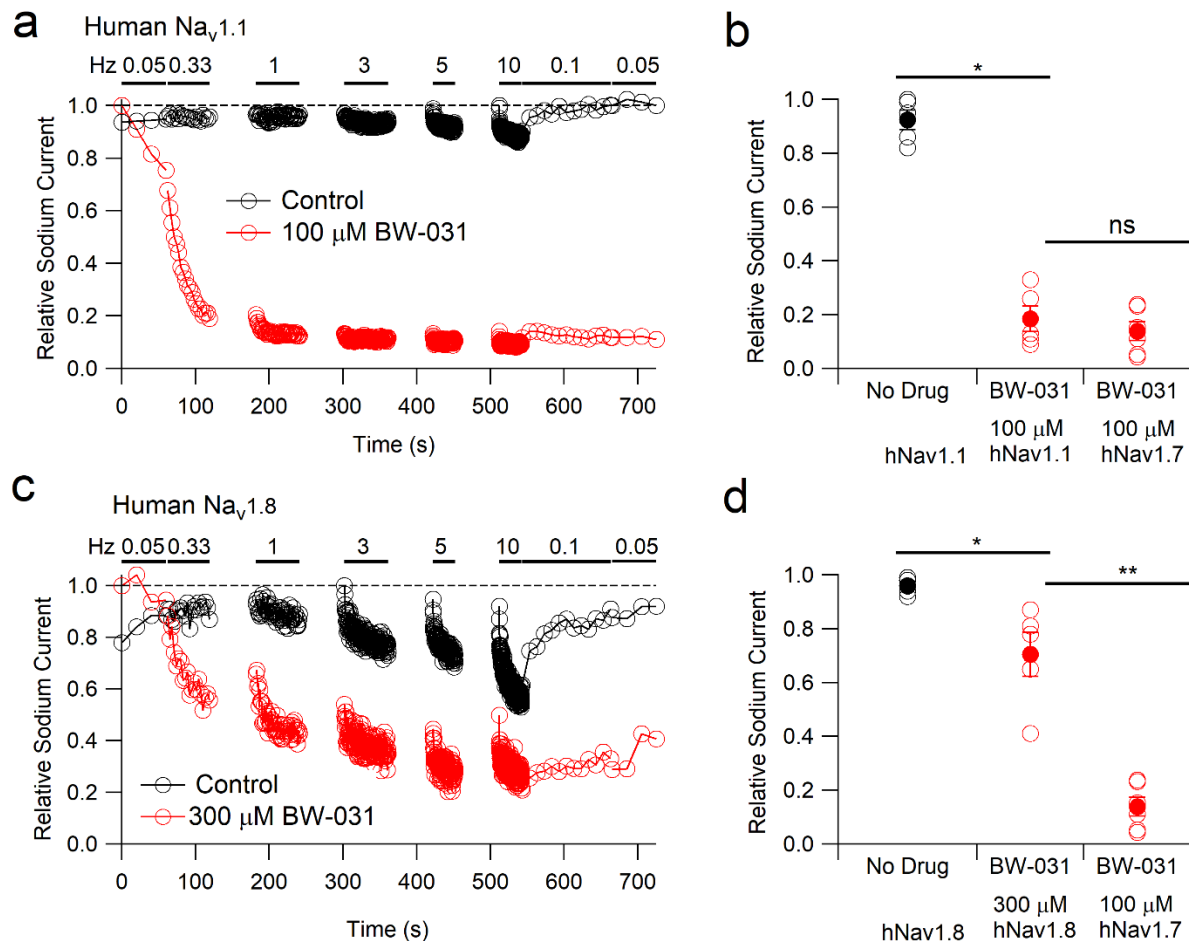 a
Human Nav1.1
Hz 0.05 0.33 1 3 5 10 0.1 0.05
1.0
0.8
0.6
0.4
0.2
0.0
Relative Sodium Current
Control
100 μM BW-031
0 100 200 300 400 500 600 700
Time (s)
b
*
ns
1.0
0.8
0.6
0.4
0.2
0.0
Relative Sodium Current
No Drug BW-031 BW-031
100 μM 100 μM
hNav1.1 hNav1.1 hNav1.7
c
Human Nav1.8
Hz 0.05 0.33 1 3 5 10 0.1 0.05
1.0
0.8
0.6
0.4
0.2
0.0
Relative Sodium Current
Control
300 μM BW-031
0 100 200 300 400 500 600 700
Time (s)
d
*
**
1.0
0.8
0.6
0.4
0.2
0.0
Relative Sodium Current
No Drug BW-031 BW-031
300 μM 100 μM
hNav1.8 hNav1.8 hNav1.7